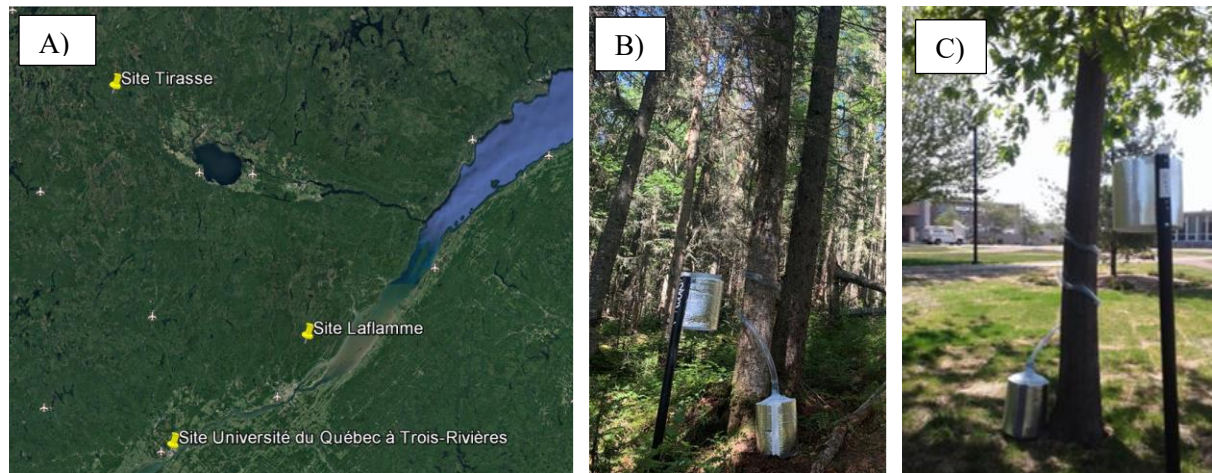 A)
Site Tirasse
Site Laflamme
Site Université du Québec à Trois-Rivières
B)
C)